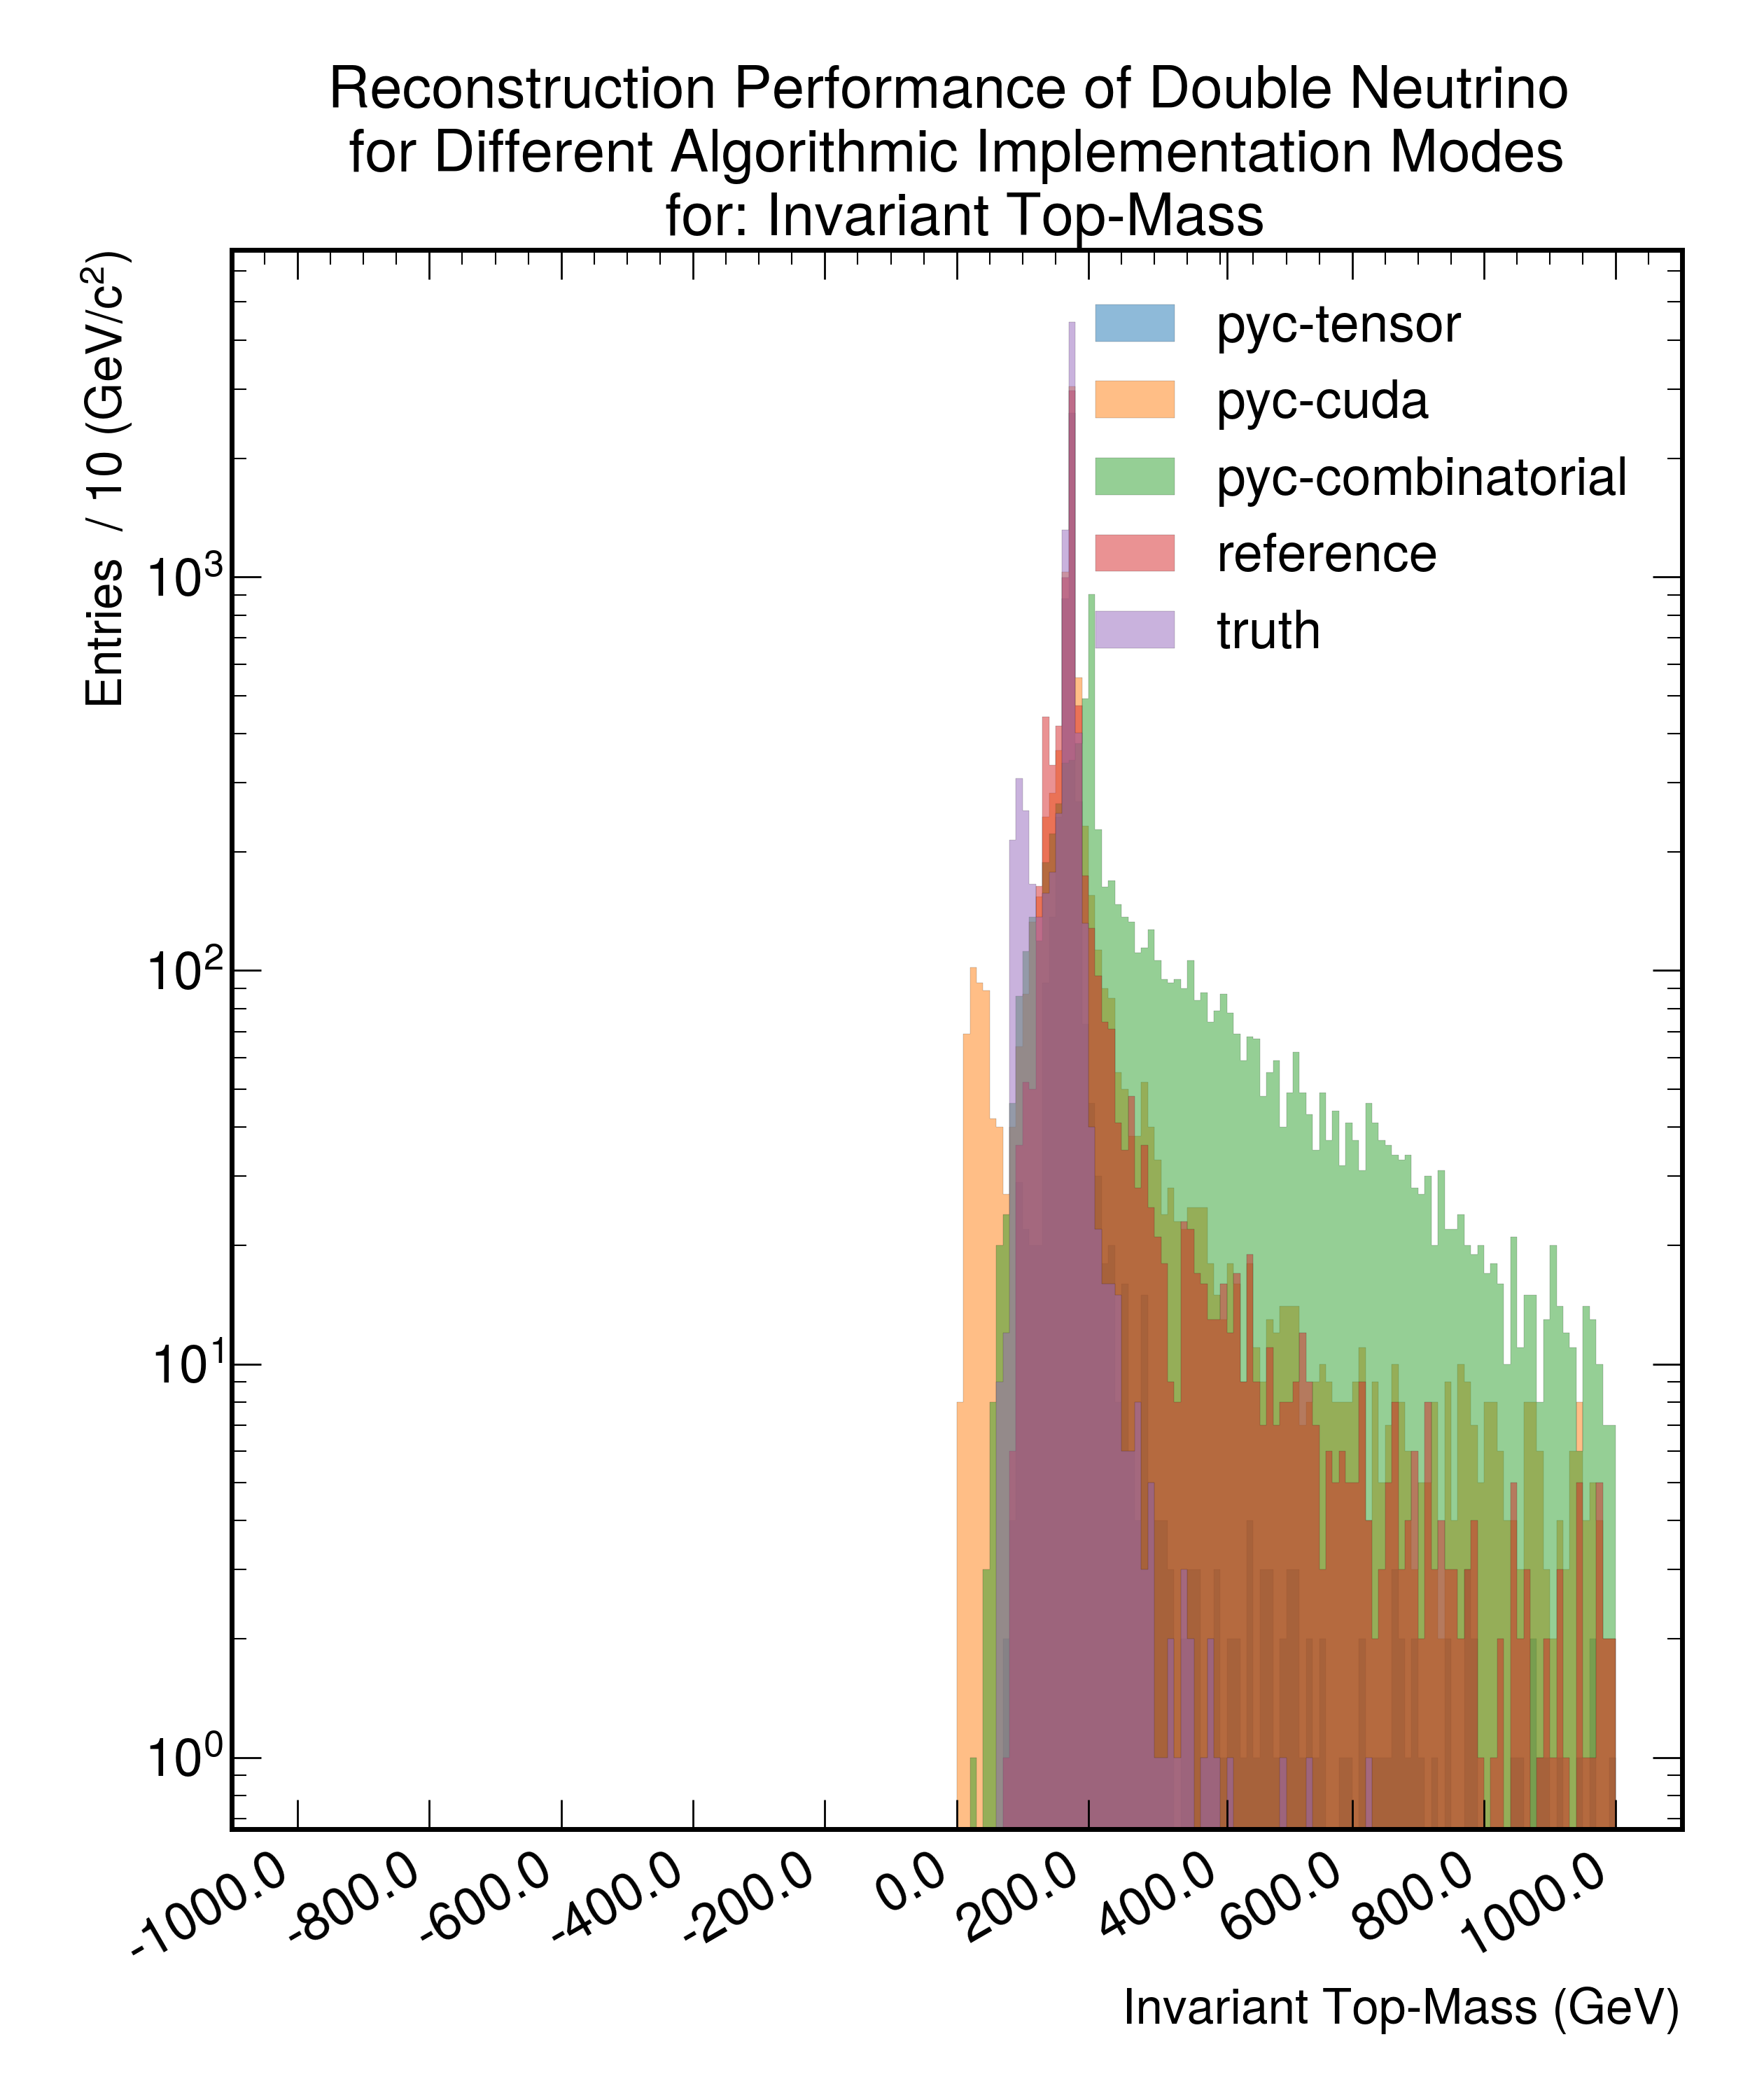 Reconstruction Performance of Double Neutrino
for Different Algorithmic Implementation Modes
for: Invariant Top-Mass
Entries / 10 (GeV/c²)
pyc-tensor
pyc-cuda
pyc-combinatorial
reference
truth
10³
10²
10¹
10⁰
-1000.0 -800.0 -600.0 -400.0 -200.0 0.0 200.0 400.0 600.0 800.0 1000.0
Invariant Top-Mass (GeV)